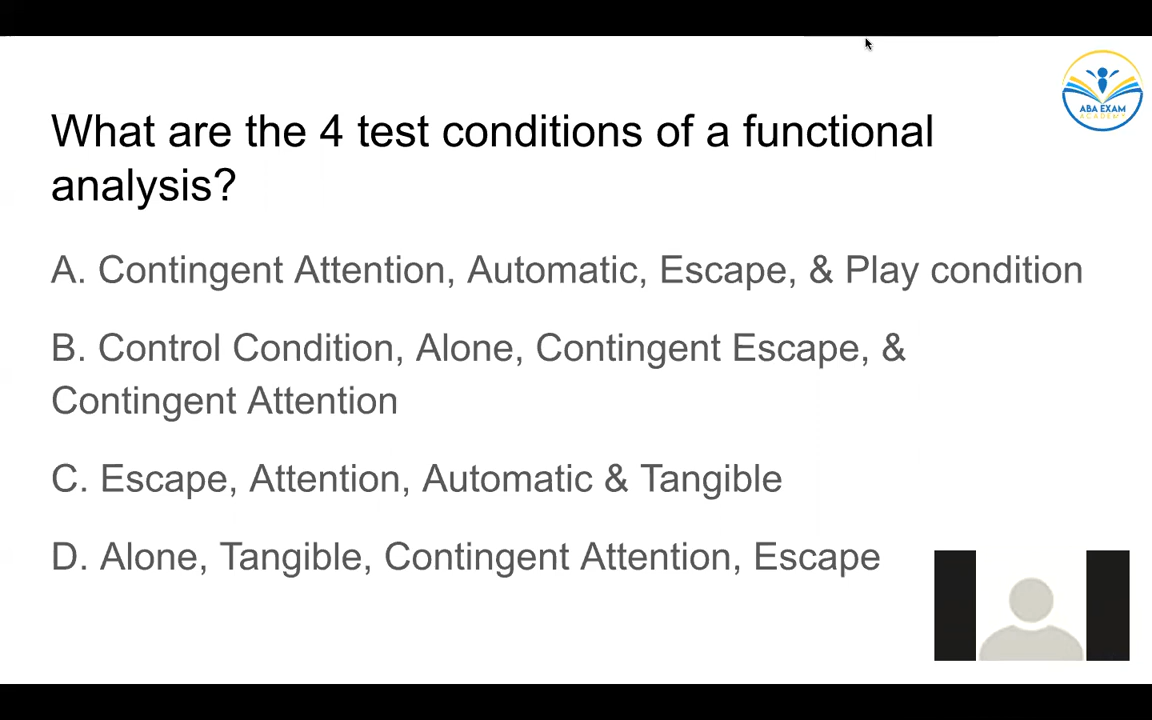 ABA EXAM
ACADEMY
What are the 4 test conditions of a functional
analysis?
A. Contingent Attention, Automatic, Escape, & Play condition
B. Control Condition, Alone, Contingent Escape, &
Contingent Attention
C. Escape, Attention, Automatic & Tangible
D. Alone, Tangible, Contingent Attention, Escape